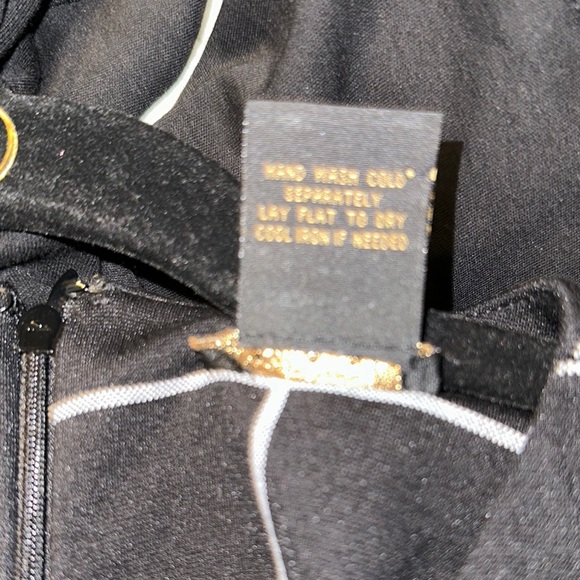 HAND WASH COLD
SEPARATELY
LAY FLAT TO DRY
COOL IRON IF NEEDED